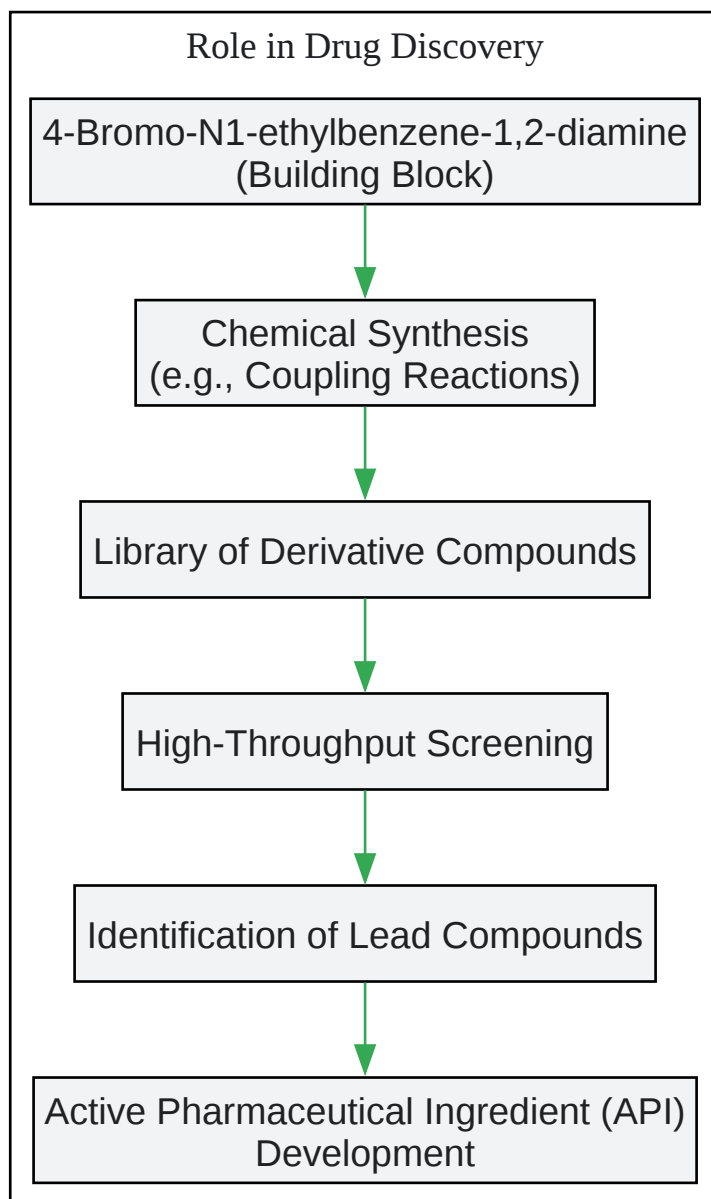 Role in Drug Discovery
4-Bromo-N1-ethylbenzene-1,2-diamine
(Building Block)
Chemical Synthesis
(e.g., Coupling Reactions)
Library of Derivative Compounds
High-Throughput Screening
Identification of Lead Compounds
Active Pharmaceutical Ingredient (API)
Development